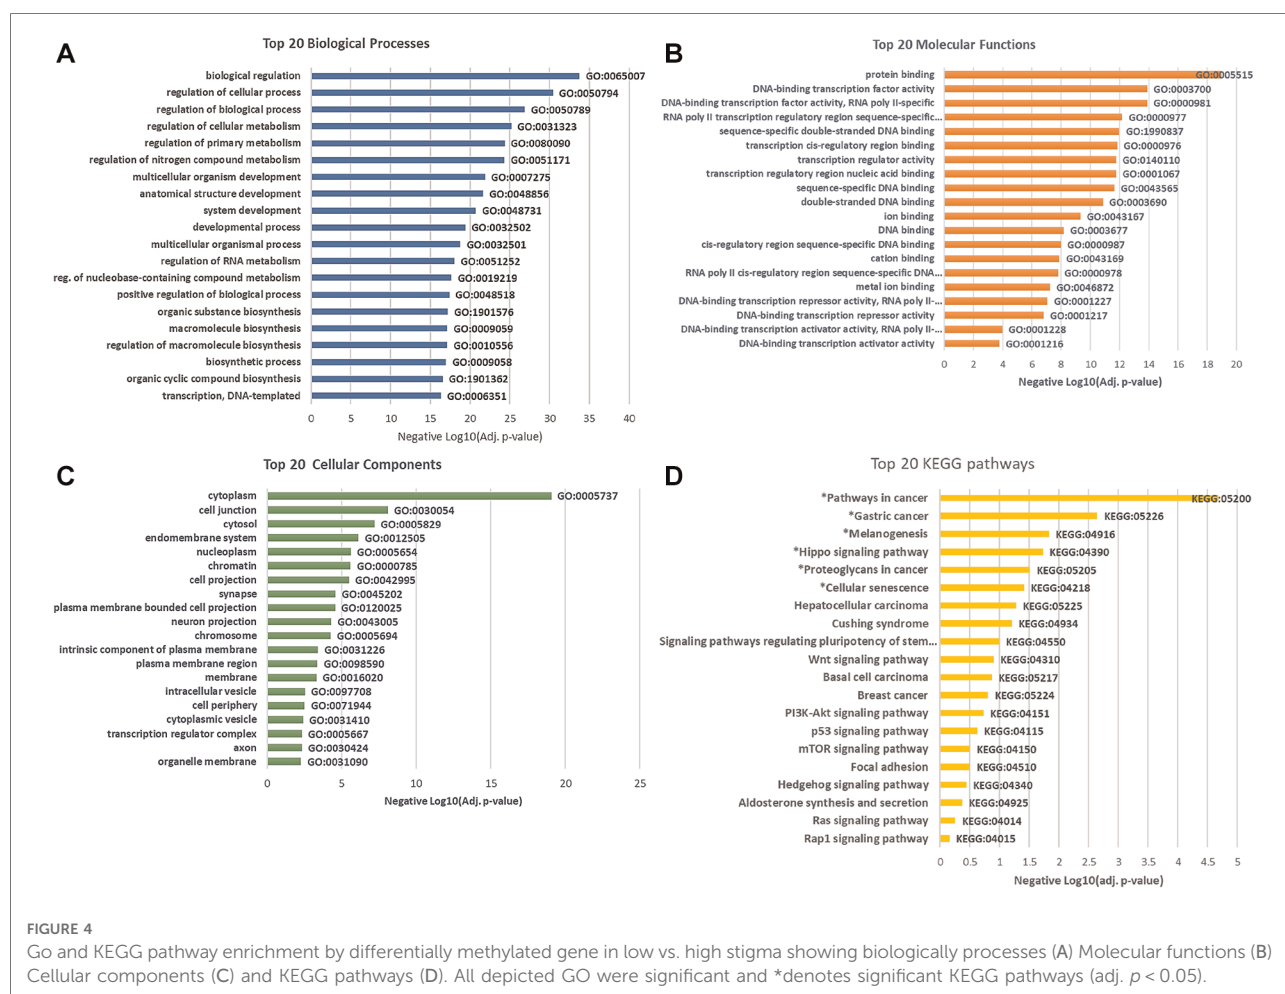 A
Top 20 Biological Processes
biological regulation GO:0065007
regulation of cellular process GO:0050794
regulation of biological process GO:0050789
regulation of cellular metabolism GO:0031323
regulation of primary metabolism GO:0080090
regulation of nitrogen compound metabolism GO:0051171
multicellular organism development GO:0007275
anatomical structure development GO:0048856
system development GO:0048731
developmental process GO:0032502
multicellular organismal process GO:0032501
regulation of RNA metabolism GO:0051252
reg. of nucleobase-containing compound metabolism GO:0019219
positive regulation of biological process GO:0048518
organic substance biosynthesis GO:1901576
macromolecule biosynthesis GO:0009059
regulation of macromolecule biosynthesis GO:0010556
biosynthetic process GO:0009058
organic cyclic compound biosynthesis GO:1901362
transcription, DNA-templated GO:0006351
0 5 10 15 20 25 30 35 40
Negative Log10(Adj. p-value)
B
Top 20 Molecular Functions
protein binding GO:0005515
DNA-binding transcription factor activity GO:0003700
DNA-binding transcription factor activity, RNA poly II-specific GO:0000981
RNA poly II transcription regulatory region sequence-specific... GO:0000977
sequence-specific double-stranded DNA binding GO:1990837
transcription cis-regulatory region binding GO:0000976
transcription regulator activity GO:0140110
transcription regulatory region nucleic acid binding GO:0001067
sequence-specific DNA binding GO:0043565
double-stranded DNA binding GO:0003690
ion binding GO:0043167
DNA binding GO:0003677
cis-regulatory region sequence-specific DNA binding GO:0000987
cation binding GO:0043169
RNA poly II cis-regulatory region sequence-specific DNA... GO:0000978
metal ion binding GO:0046872
DNA-binding transcription repressor activity, RNA poly II-... GO:0001227
DNA-binding transcription repressor activity GO:0001217
DNA-binding transcription activator activity, RNA poly II-... GO:0001228
DNA-binding transcription activator activity GO:0001216
0 2 4 6 8 10 12 14 16 18 20
Negative Log10(Adj. p-value)
C
Top 20 Cellular Components
cytoplasm GO:0005737
cell junction GO:0030054
cytosol GO:0005829
endomembrane system GO:0012505
nucleoplasm GO:0005654
chromatin GO:0000785
cell projection GO:0042995
synapse GO:0045202
plasma membrane bounded cell projection GO:0120025
neuron projection GO:0043005
chromosome GO:0005694
intrinsic component of plasma membrane GO:0031226
plasma membrane region GO:0098590
membrane GO:0016020
intracellular vesicle GO:0097708
cell periphery GO:0071944
cytoplasmic vesicle GO:0031410
transcription regulator complex GO:0005667
axon GO:0030424
organelle membrane GO:0031090
0 5 10 15 20 25
Negative Log10(Adj. p-value)
D
Top 20 KEGG pathways
*Pathways in cancer KEGG:05200
*Gastric cancer KEGG:05226
*Melanogenesis KEGG:04916
*Hippo signaling pathway KEGG:04390
*Proteoglycans in cancer KEGG:05205
*Cellular senescence KEGG:04218
Hepatocellular carcinoma KEGG:05225
Cushing syndrome KEGG:04934
Signaling pathways regulating pluripotency of stem... KEGG:04550
Wnt signaling pathway KEGG:04310
Basal cell carcinoma KEGG:05217
Breast cancer KEGG:05224
PI3K-Akt signaling pathway KEGG:04151
p53 signaling pathway KEGG:04115
mTOR signaling pathway KEGG:04150
Focal adhesion KEGG:04510
Hedgehog signaling pathway KEGG:04340
Aldosterone synthesis and secretion KEGG:04925
Ras signaling pathway KEGG:04014
Rap1 signaling pathway KEGG:04015
0 0.5 1 1.5 2 2.5 3 3.5 4 4.5 5
Negative Log10(adj. p-value)
FIGURE 4
Go and KEGG pathway enrichment by differentially methylated gene in low vs. high stigma showing biologically processes (A) Molecular functions (B)
Cellular components (C) and KEGG pathways (D). All depicted GO were significant and *denotes significant KEGG pathways (adj. p < 0.05).